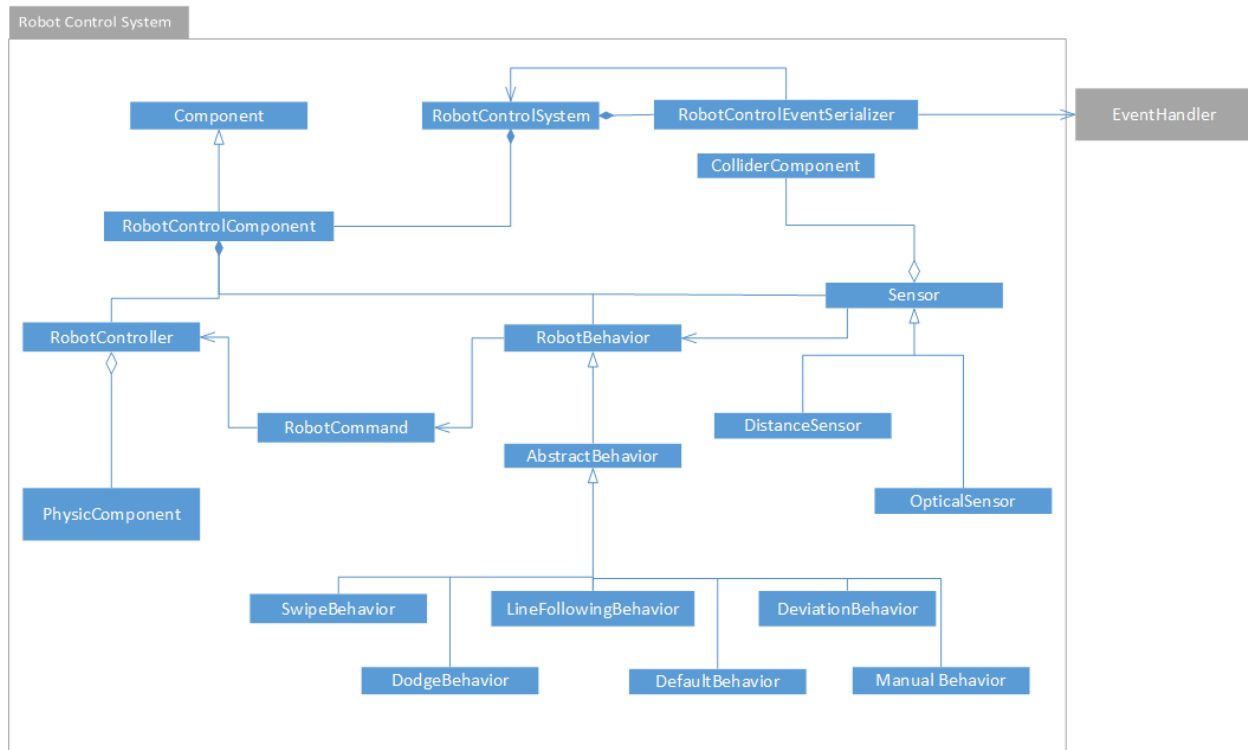 Robot Control System
Component
RobotControlSystem
RobotControlEventSerializer
EventHandler
ColliderComponent
RobotControlComponent
Sensor
RobotController
RobotBehavior
RobotCommand
DistanceSensor
AbstractBehavior
PhysicComponent
OpticalSensor
SwipeBehavior
LineFollowingBehavior
DeviationBehavior
DodgeBehavior
DefaultBehavior
Manual Behavior